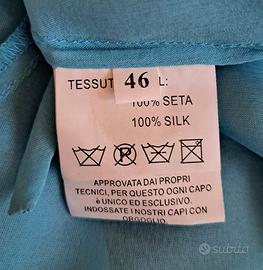 TESSUT 46 L:
100% SETA
100% SILK
P
APPROVATA DAI PROPRI
TECNICI, PER QUESTO OGNI CAPO
è UNICO ED ESCLUSIVO.
INDOSSATE I NOSTRI CAPI CON
ORGOGLIO
subito